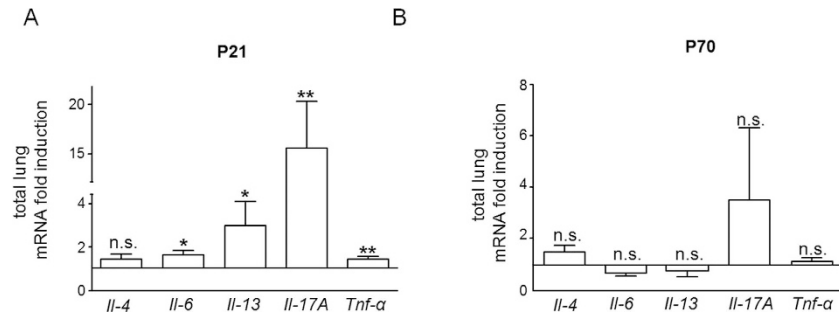 A
P21
total lung
mRNA fold induction
20
15
4
2
0
n.s.
*
*
**
**
Il-4 Il-6 Il-13 Il-17A Tnf-α
B
P70
total lung
mRNA fold induction
8
6
4
2
0
n.s.
n.s.
n.s.
n.s.
n.s.
Il-4 Il-6 Il-13 Il-17A Tnf-α